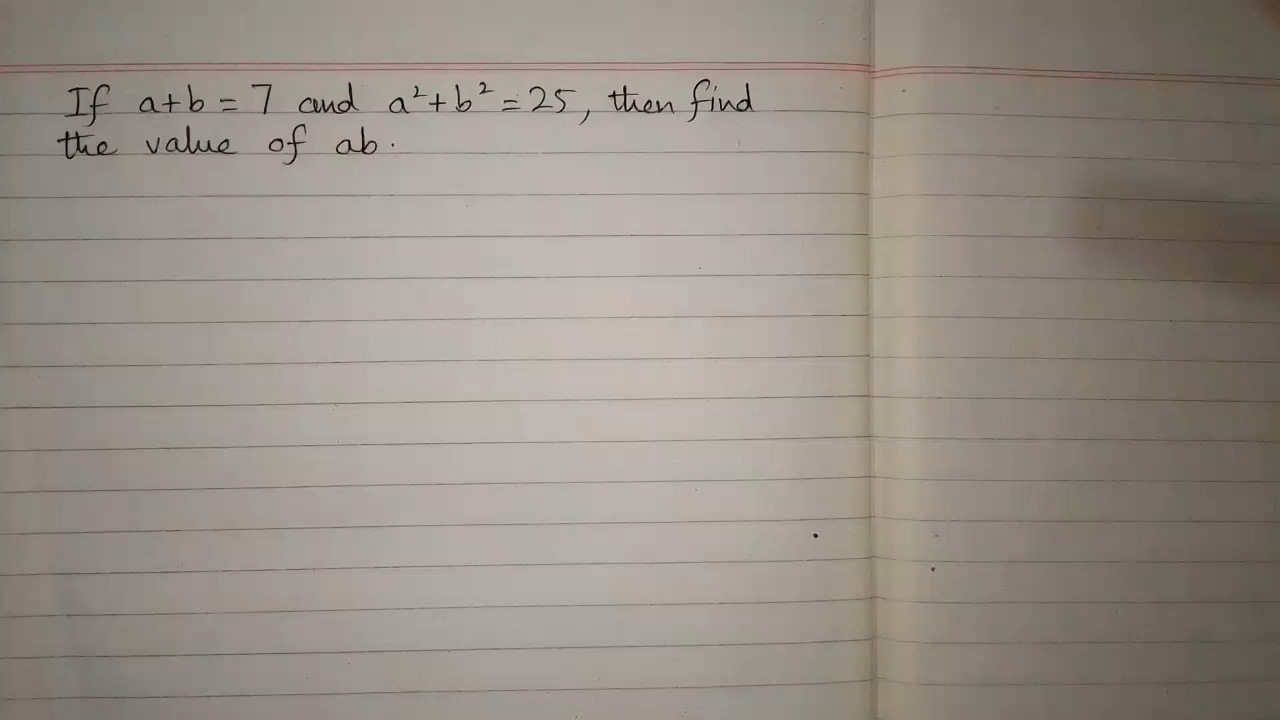 If a+b = 7 and a²+b² = 25, then find
the value of ab.